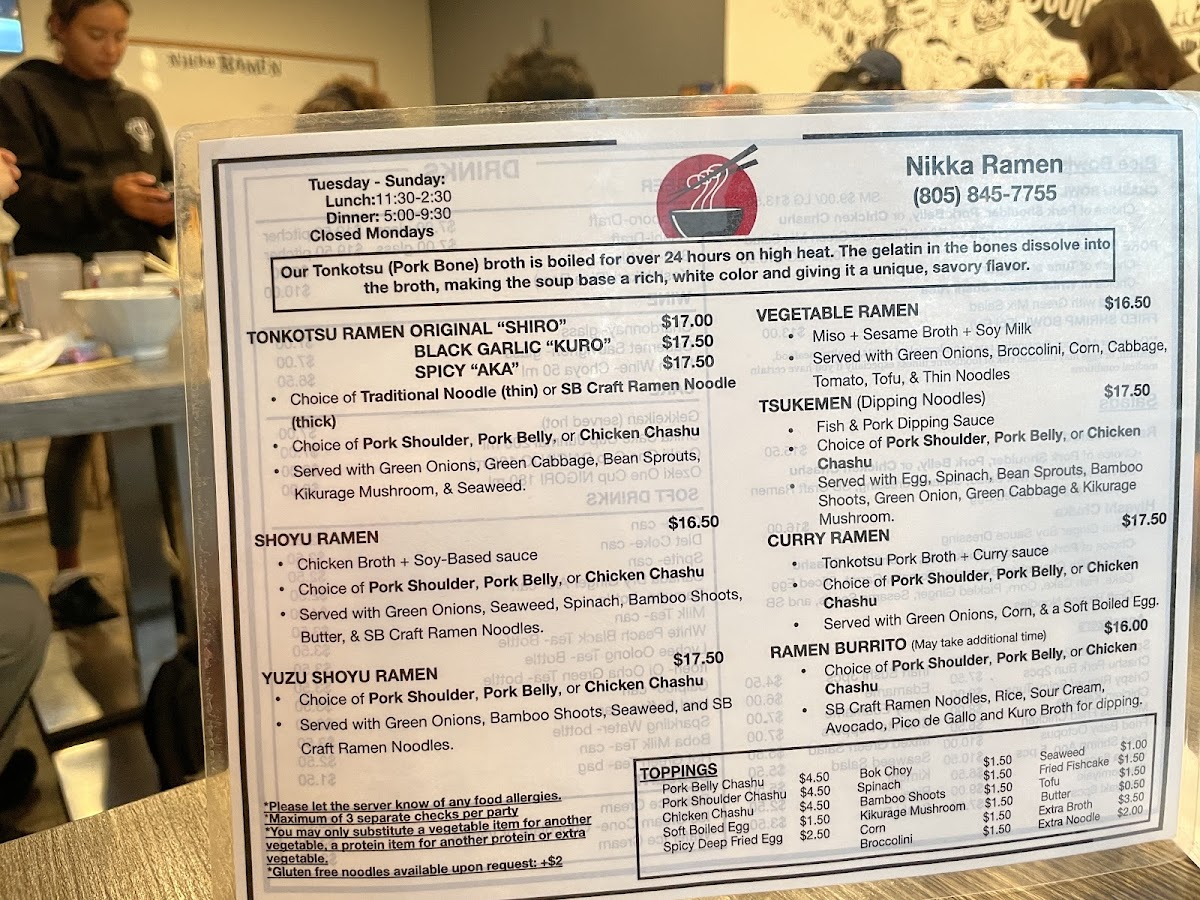 Nikka RAMEN
Tuesday - Sunday:
Lunch:11:30-2:30
Dinner: 5:00-9:30
Closed Mondays
Nikka Ramen
(805) 845-7755
Our Tonkotsu (Pork Bone) broth is boiled for over 24 hours on high heat. The gelatin in the bones dissolve into
the broth, making the soup base a rich, white color and giving it a unique, savory flavor.
TONKOTSU RAMEN ORIGINAL “SHIRO” $17.00
BLACK GARLIC “KURO” $17.50
SPICY “AKA” $17.50
• Choice of Traditional Noodle (thin) or SB Craft Ramen Noodle
(thick)
• Choice of Pork Shoulder, Pork Belly, or Chicken Chashu
• Served with Green Onions, Green Cabbage, Bean Sprouts,
Kikurage Mushroom, & Seaweed.
SHOYU RAMEN $16.50
• Chicken Broth + Soy-Based sauce
• Choice of Pork Shoulder, Pork Belly, or Chicken Chashu
• Served with Green Onions, Seaweed, Spinach, Bamboo Shoots,
Butter, & SB Craft Ramen Noodles.
YUZU SHOYU RAMEN $17.50
• Choice of Pork Shoulder, Pork Belly, or Chicken Chashu
• Served with Green Onions, Bamboo Shoots, Seaweed, and SB
Craft Ramen Noodles.
*Please let the server know of any food allergies.
*Maximum of 3 separate checks per party
*You may only substitute a vegetable item for another
vegetable, a protein item for another protein or extra
vegetable.
*Gluten free noodles available upon request: +$2
VEGETABLE RAMEN $16.50
• Miso + Sesame Broth + Soy Milk
• Served with Green Onions, Broccolini, Corn, Cabbage,
Tomato, Tofu, & Thin Noodles
TSUKEMEN (Dipping Noodles) $17.50
• Fish & Pork Dipping Sauce
• Choice of Pork Shoulder, Pork Belly, or Chicken
Chashu
• Served with Egg, Spinach, Bean Sprouts, Bamboo
Shoots, Green Onion, Green Cabbage & Kikurage
Mushroom.
CURRY RAMEN $17.50
• Tonkotsu Pork Broth + Curry sauce
• Choice of Pork Shoulder, Pork Belly, or Chicken
Chashu
• Served with Green Onions, Corn, & a Soft Boiled Egg.
RAMEN BURRITO (May take additional time) $16.00
• Choice of Pork Shoulder, Pork Belly, or Chicken
Chashu
• SB Craft Ramen Noodles, Rice, Sour Cream,
Avocado, Pico de Gallo and Kuro Broth for dipping.
TOPPINGS
Pork Belly Chashu $4.50
Pork Shoulder Chashu $4.50
Chicken Chashu $4.50
Soft Boiled Egg $1.50
Spicy Deep Fried Egg $2.50
Bok Choy $1.50
Spinach $1.50
Bamboo Shoots $1.50
Kikurage Mushroom $1.50
Corn $1.50
Broccolini $1.50
Seaweed $1.00
Fried Fishcake $1.50
Tofu $1.50
Butter $0.50
Extra Broth $3.50
Extra Noodle $2.00